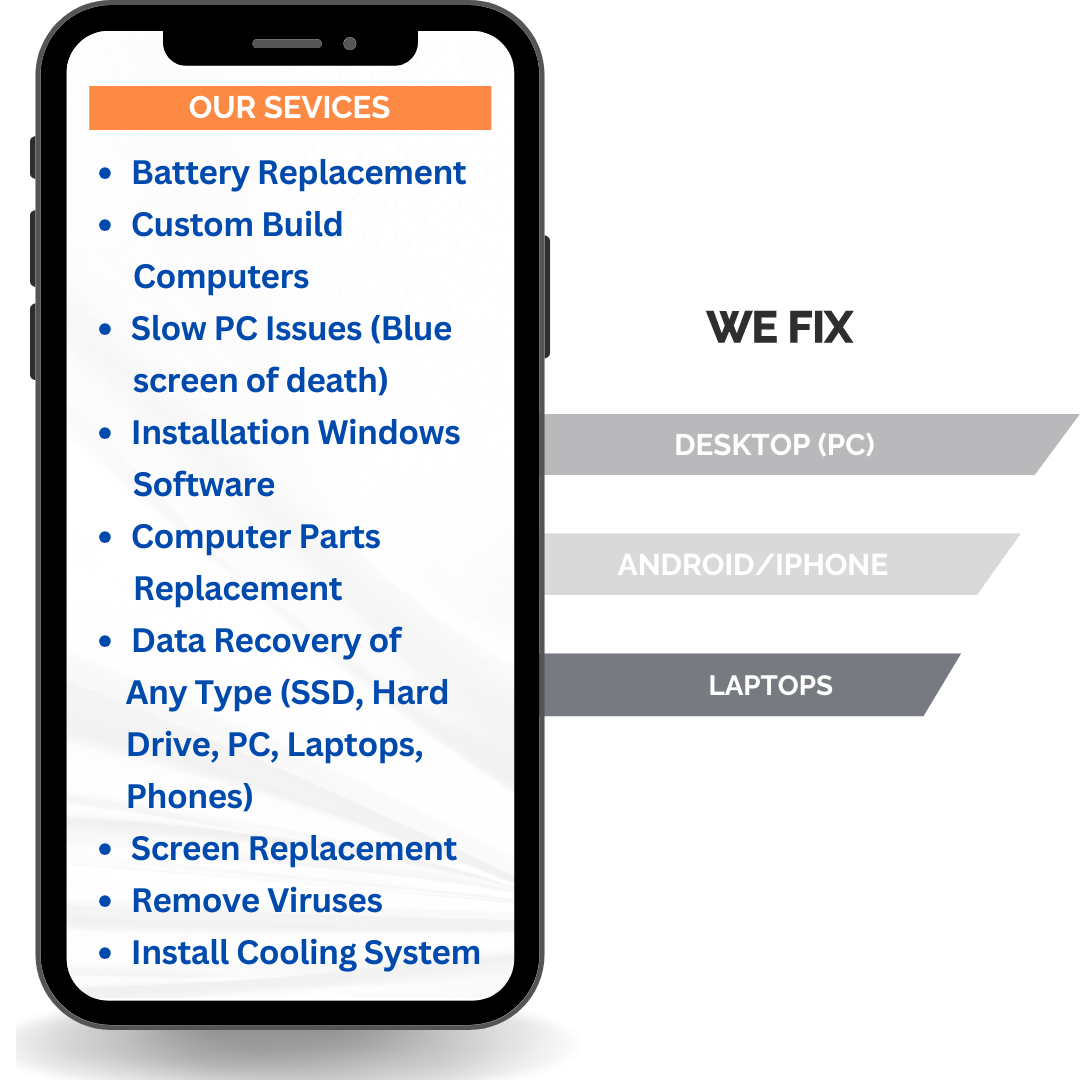 OUR SEVICES
• Battery Replacement
• Custom Build
Computers
• Slow PC Issues (Blue
screen of death)
• Installation Windows
Software
• Computer Parts
Replacement
• Data Recovery of
Any Type (SSD, Hard
Drive, PC, Laptops,
Phones)
• Screen Replacement
• Remove Viruses
• Install Cooling System
WE FIX
DESKTOP (PC)
ANDROID/IPHONE
LAPTOPS